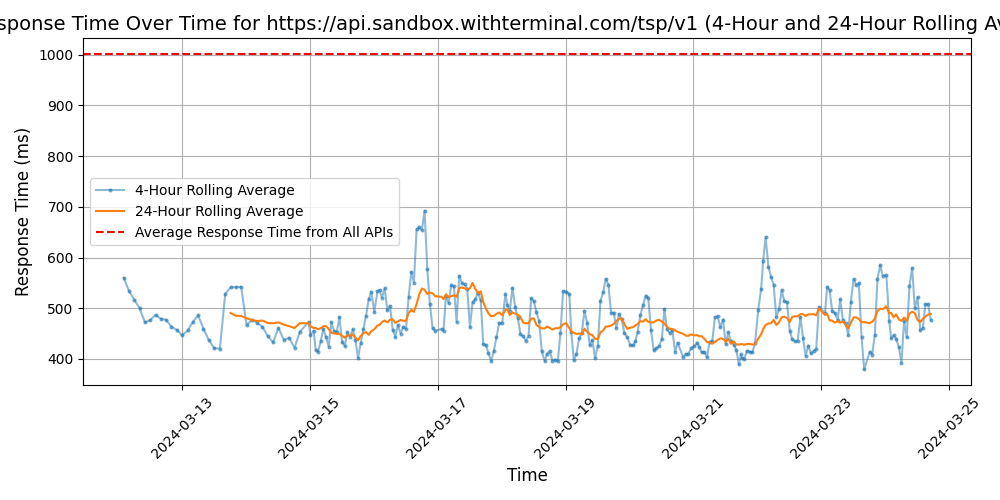 sponse Time Over Time for https://api.sandbox.withterminal.com/tsp/v1 (4-Hour and 24-Hour Rolling Av
Response Time (ms)
1000
900
800
700
600
500
400
4-Hour Rolling Average
24-Hour Rolling Average
Average Response Time from All APIs
2024-03-13
2024-03-15
2024-03-17
2024-03-19
2024-03-21
2024-03-23
2024-03-25
Time